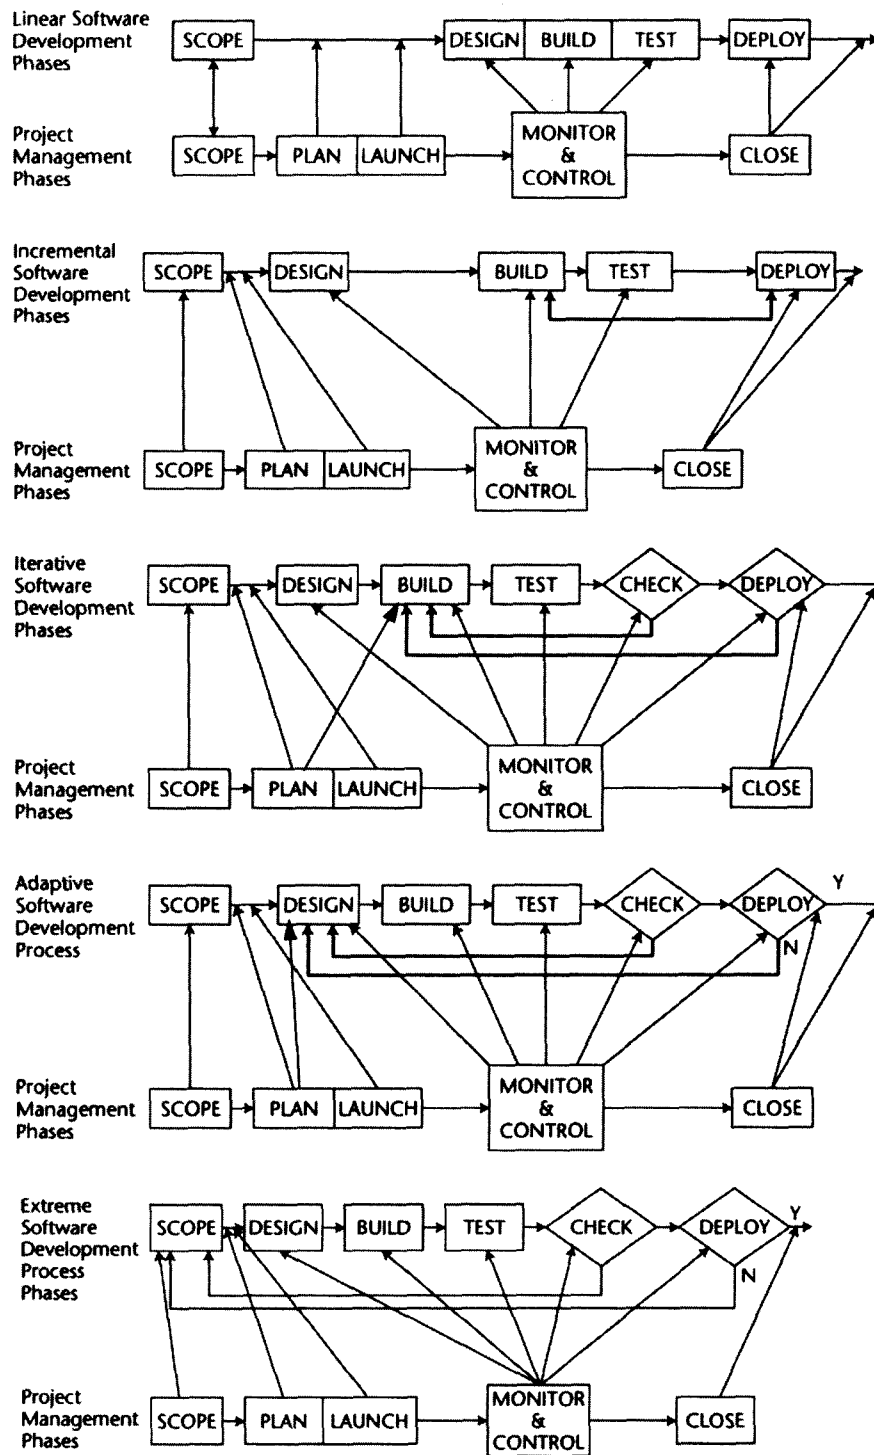 Linear Software
Development
Phases
SCOPE
DESIGN
BUILD
TEST
DEPLOY
Project
Management
Phases
SCOPE
PLAN
LAUNCH
MONITOR
&
CONTROL
CLOSE
Incremental
Software
Development
Phases
SCOPE
DESIGN
BUILD
TEST
DEPLOY
Project
Management
Phases
SCOPE
PLAN
LAUNCH
MONITOR
&
CONTROL
CLOSE
Iterative
Software
Development
Phases
SCOPE
DESIGN
BUILD
TEST
CHECK
DEPLOY
Project
Management
Phases
SCOPE
PLAN
LAUNCH
MONITOR
&
CONTROL
CLOSE
Adaptive
Software
Development
Process
SCOPE
DESIGN
BUILD
TEST
CHECK
DEPLOY
Y
N
Project
Management
Phases
SCOPE
PLAN
LAUNCH
MONITOR
&
CONTROL
CLOSE
Extreme
Software
Development
Process
Phases
SCOPE
DESIGN
BUILD
TEST
CHECK
DEPLOY
Y
N
Project
Management
Phases
SCOPE
PLAN
LAUNCH
MONITOR
&
CONTROL
CLOSE